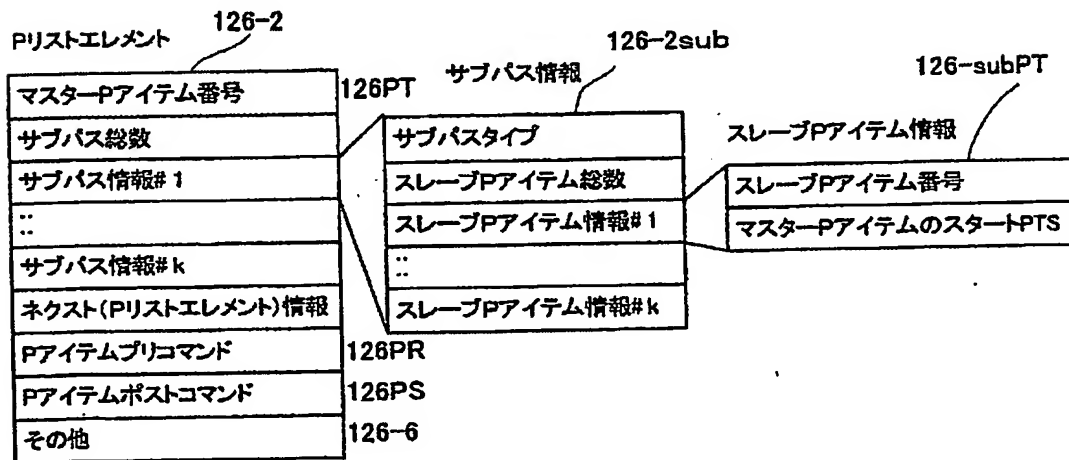 Pリストエレメント
126-2
マスターPアイテム番号
126PT
サブパス総数
サブパス情報#1
::
サブパス情報#k
ネクスト(Pリストエレメント)情報
Pアイテムプリコマンド
126PR
Pアイテムポストコマンド
126PS
その他
126-6
サブパス情報
126-2sub
サブパスタイプ
スレーブPアイテム総数
スレーブPアイテム情報#1
::
スレーブPアイテム情報#k
126-subPT
スレーブPアイテム情報
スレーブPアイテム番号
マスターPアイテムのスタートPTS